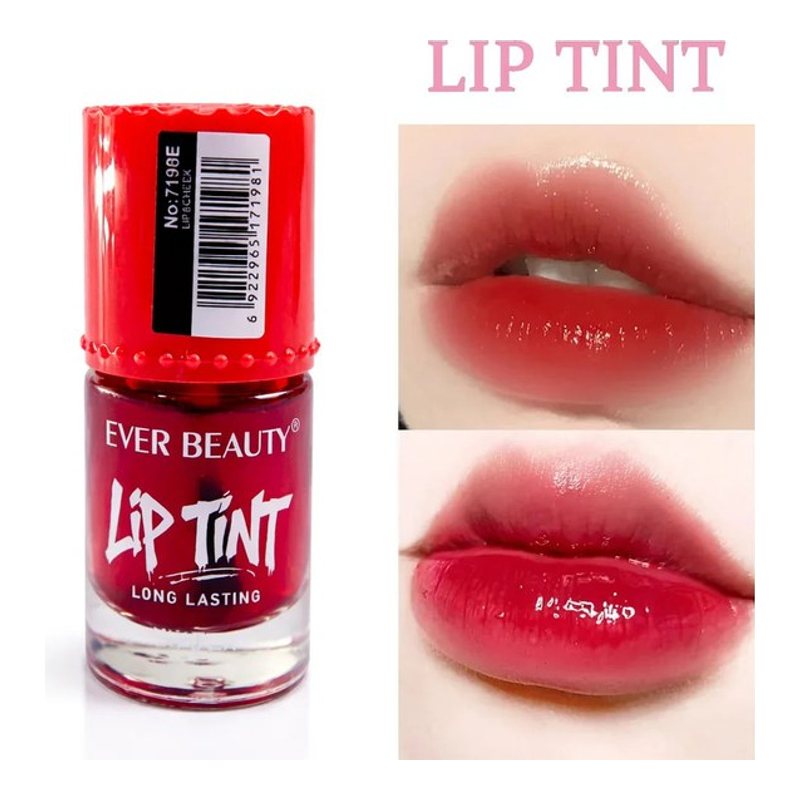 LIP TINT
No:7198E
LIP&CHEEK
6 922965 171981
EVER BEAUTY®
LiP TiNT
LONG LASTING